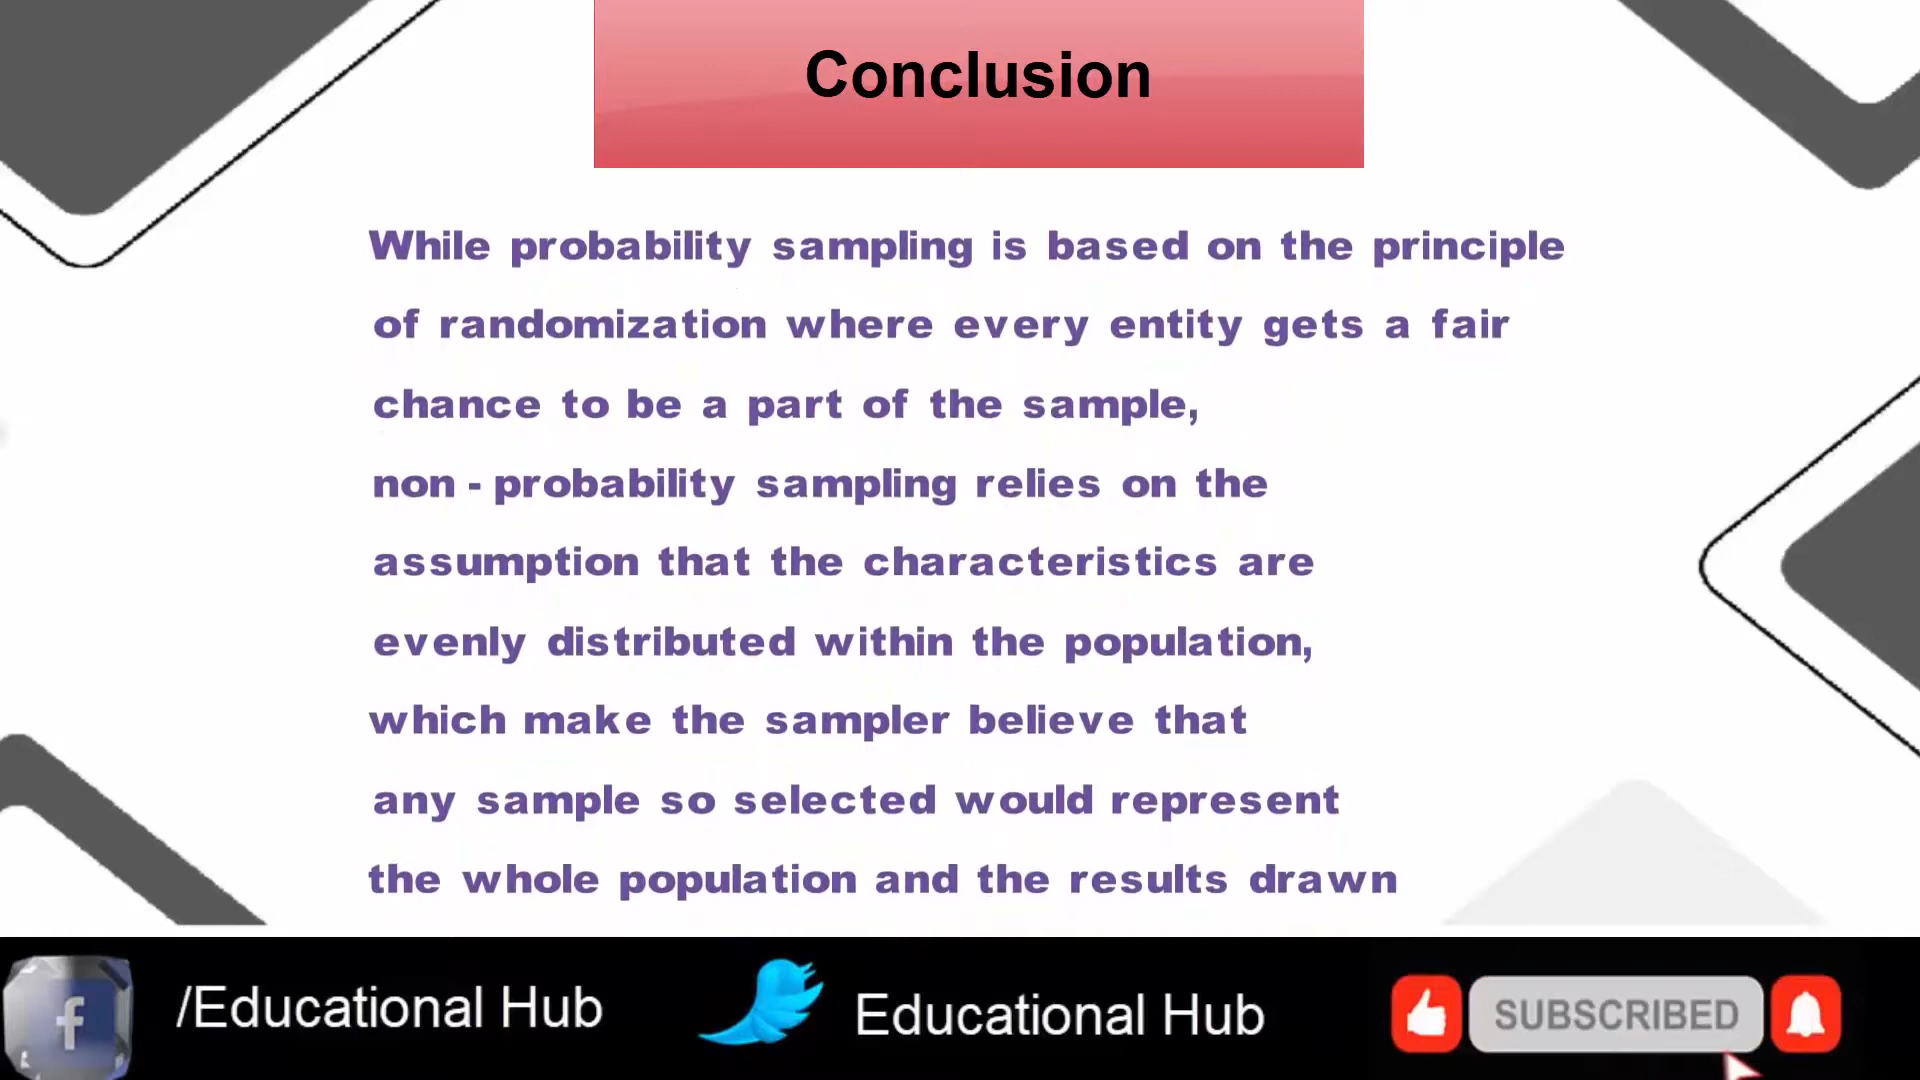 Conclusion
While probability sampling is based on the principle
of randomization where every entity gets a fair
chance to be a part of the sample,
non - probability sampling relies on the
assumption that the characteristics are
evenly distributed within the population,
which make the sampler believe that
any sample so selected would represent
the whole population and the results drawn
f /Educational Hub Educational Hub SUBSCRIBED